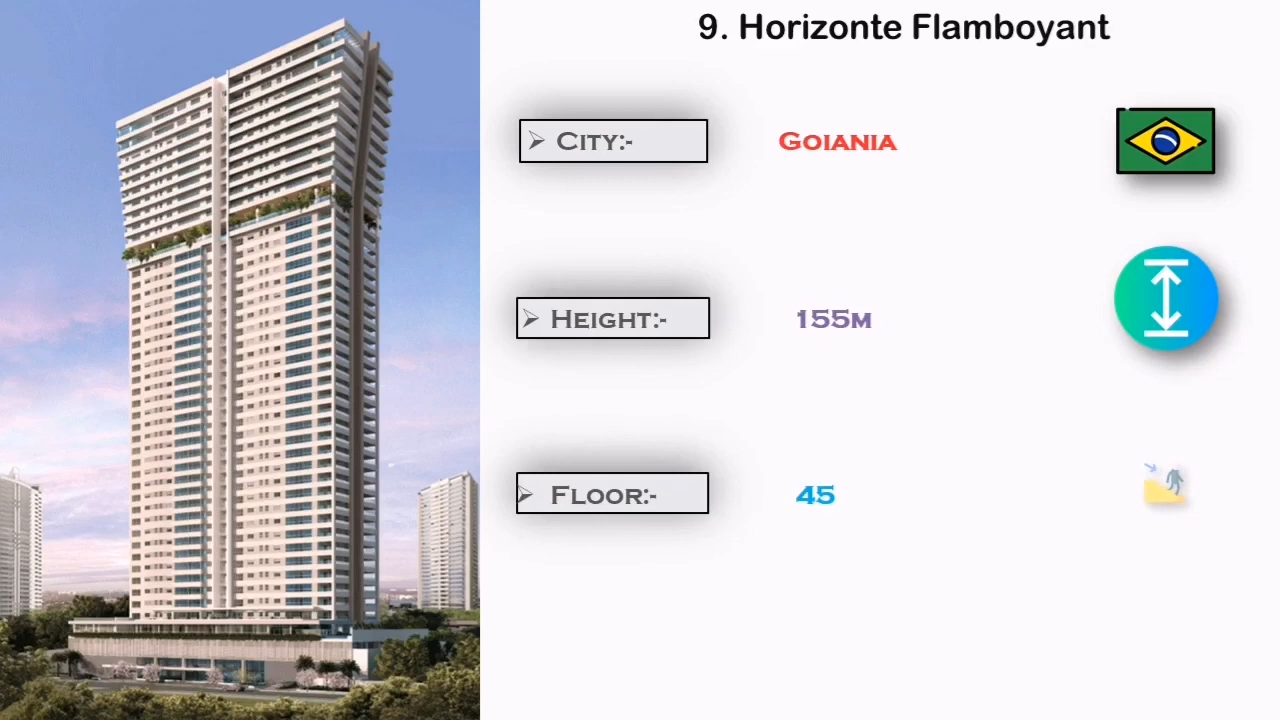 9. Horizonte Flamboyant
➢ City:-
Goiania
➢ Height:-
155m
➢ Floor:-
45